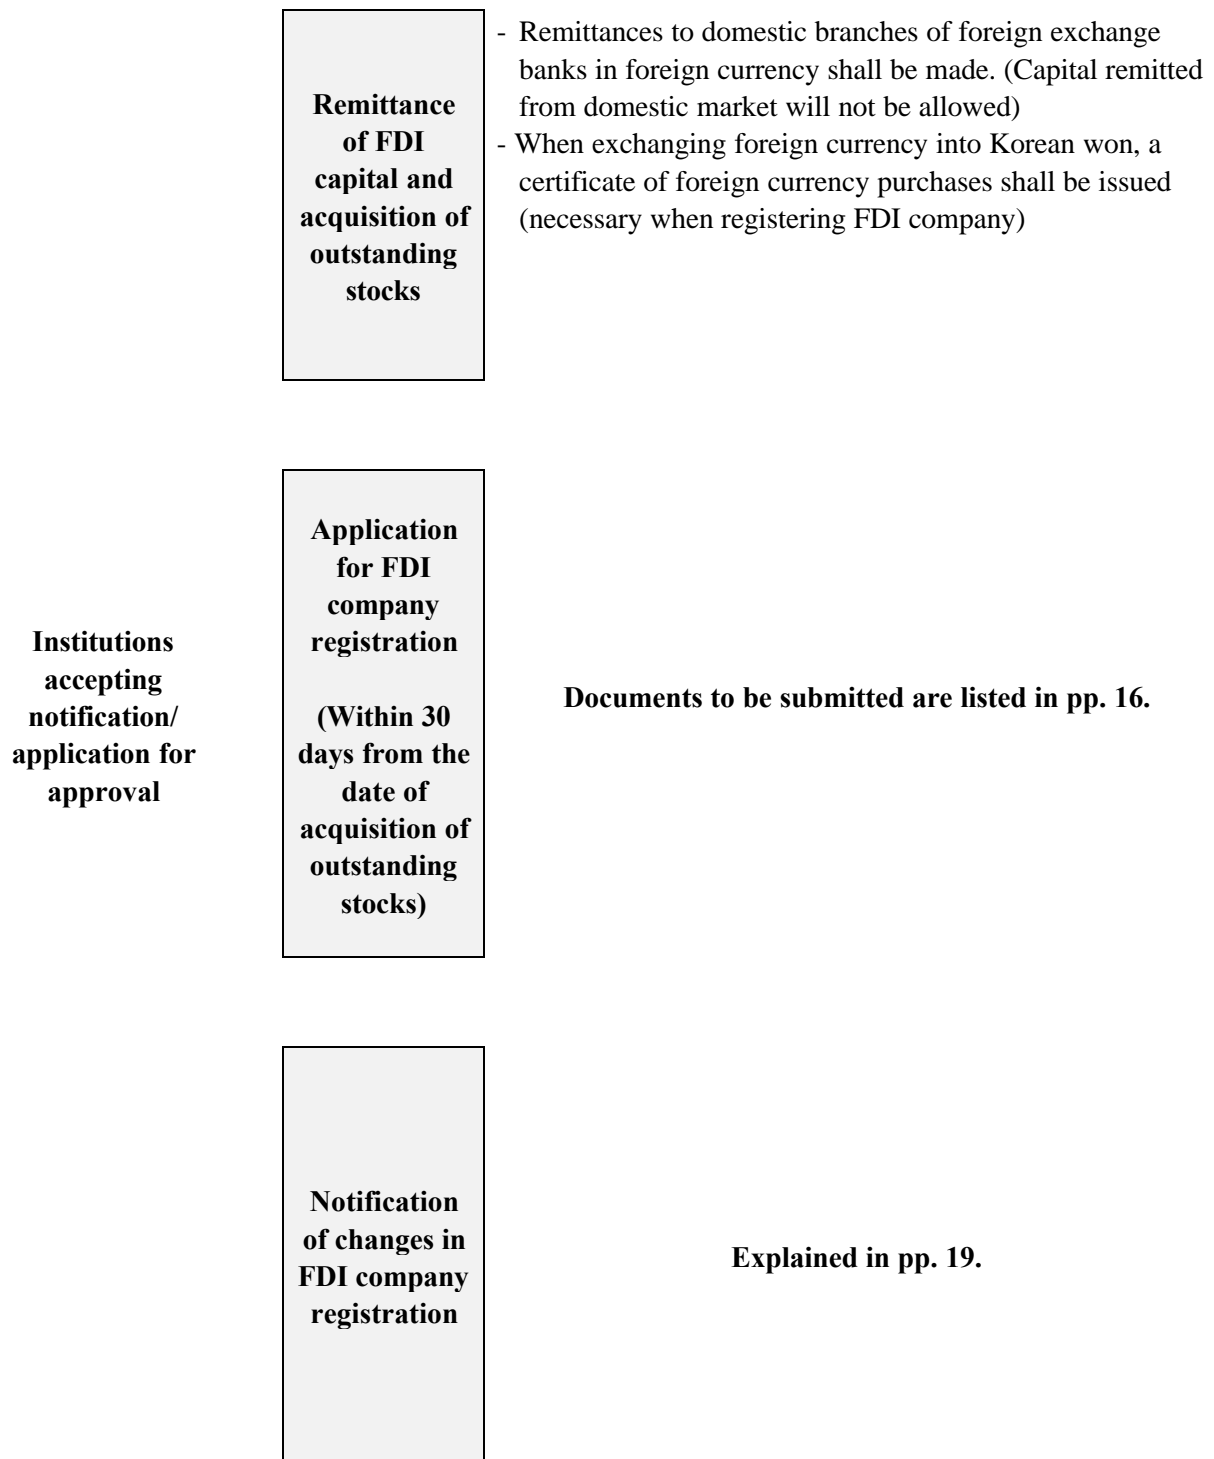 Remittance
of FDI
capital and
acquisition of
outstanding
stocks
- Remittances to domestic branches of foreign exchange
banks in foreign currency shall be made. (Capital remitted
from domestic market will not be allowed)
- When exchanging foreign currency into Korean won, a
certificate of foreign currency purchases shall be issued
(necessary when registering FDI company)
Institutions
accepting
notification/
application for
approval
Application
for FDI
company
registration
(Within 30
days from the
date of
acquisition of
outstanding
stocks)
Documents to be submitted are listed in pp. 16.
Notification
of changes in
FDI company
registration
Explained in pp. 19.